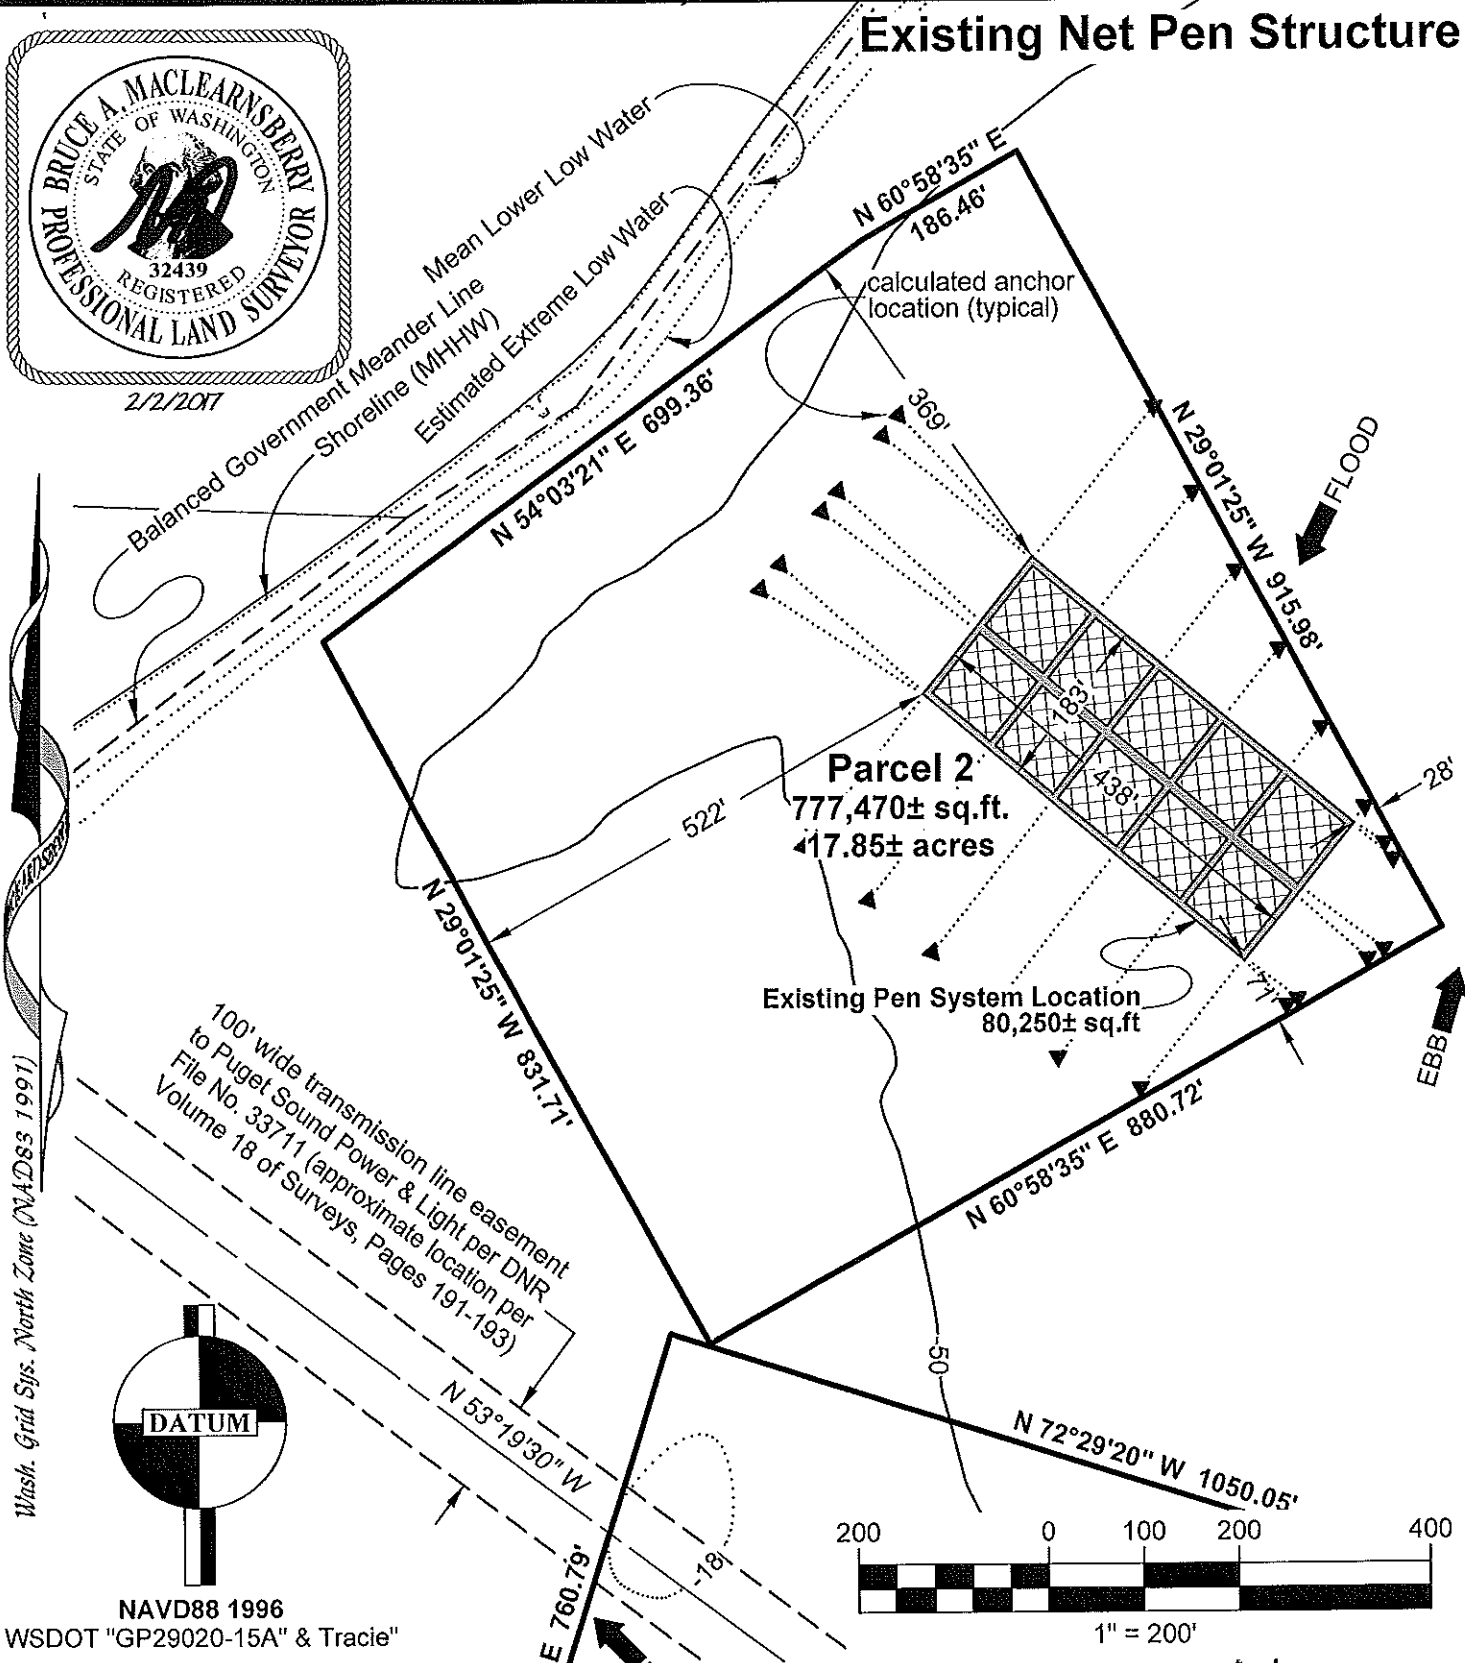 Existing Net Pen Structure
BRUCE A. MACLEARNSBERRY
STATE OF WASHINGTON
32439
REGISTERED
PROFESSIONAL LAND SURVEYOR
2/2/2017
Mean Lower Low Water
Balanced Government Meander Line
Shoreline (MHHW)
Estimated Extreme Low Water
N 60°58'35" E
186.46'
calculated anchor
location (typical)
369'
N 54°03'21" E 699.36'
N 29°01'25" W 915.98'
FLOOD
183'
438'
28'
Parcel 2
777,470± sq.ft.
17.85± acres
522'
N 29°01'25" W 831.71'
Existing Pen System Location
80,250± sq.ft
77'
EBB
N 60°58'35" E 880.72'
100' wide transmission line easement
to Puget Sound Power & Light per DNR
File No. 33711 (approximate location per
Volume 18 of Surveys, Pages 191-193)
Wash. Grid Sys. North Zone (NAD83 1991)
DATUM
NAVD88 1996
WSDOT "GP29020-15A" & Tracie"
N 53°19'30" W
-50
N 72°29'20" W 1050.05'
-18
E 760.79'
200 0 100 200 400
1" = 200'